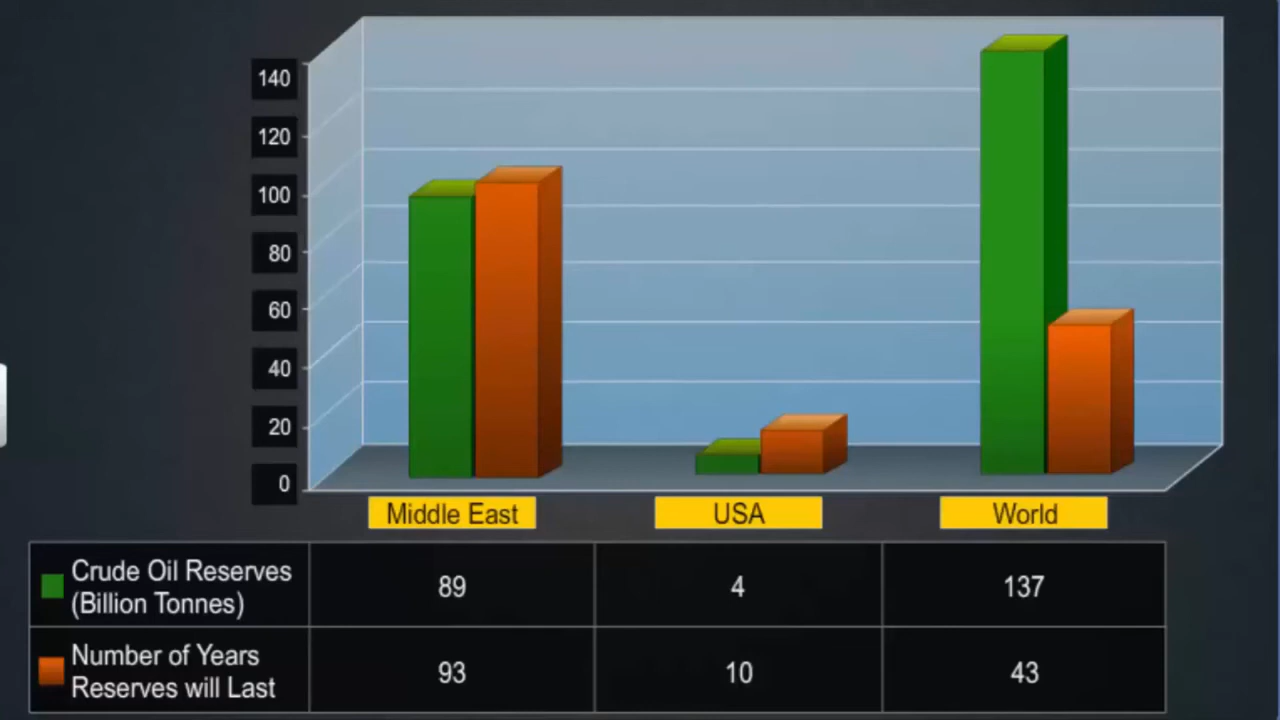 140
120
100
80
60
40
20
0
Middle East USA World
Crude Oil Reserves
(Billion Tonnes) 89 4 137
Number of Years
Reserves will Last 93 10 43